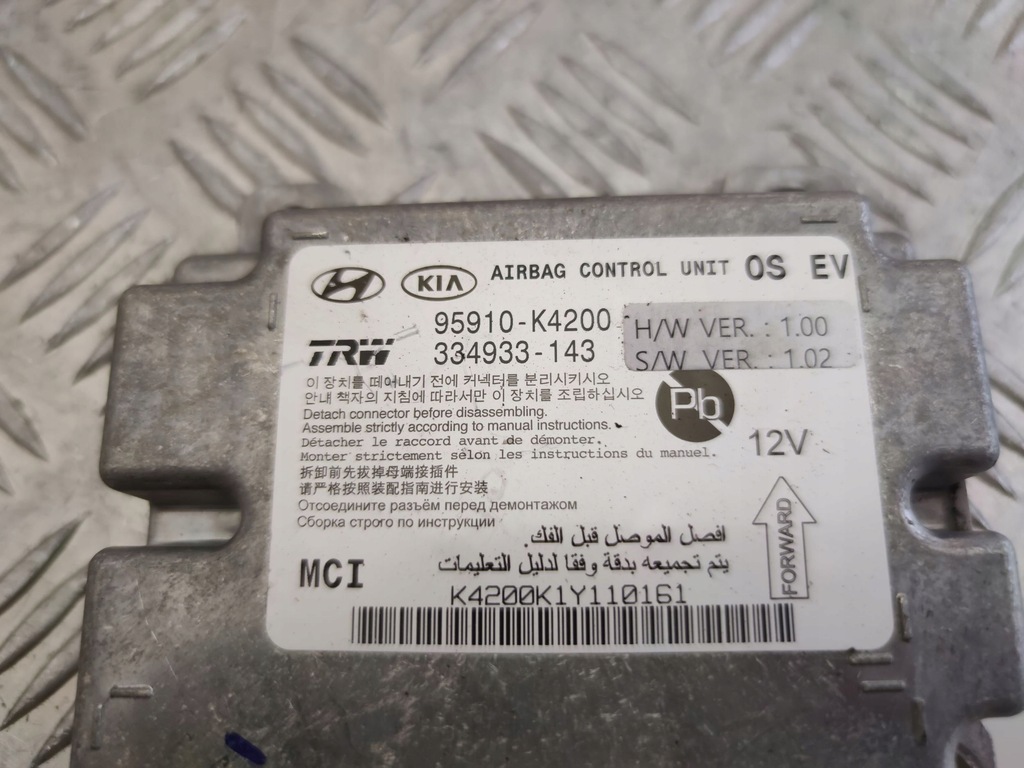 KIA AIRBAG CONTROL UNIT OS EV
95910-K4200
H/W VER. : 1.00
TRW 334933-143
S/W VER. : 1.02
이 장치를 떼어내기 전에 커넥터를 분리시키시오
안내 책자의 지침에 따라서만 이 장치를 조립하십시오
Detach connector before disassembling.
Assemble strictly according to manual instructions.
Pb
Détacher le raccord avant de démonter.
Monter strictement sélon les instructions du manuel.
12V
拆卸前先拔掉母端接插件
请严格按照装配指南进行安装
Отсоедините разъём перед демонтажом
Сборка строго по инструкции
افصل الموصل قبل الفك.
يتم تجميعه بدقة وفقا لدليل التعليمات
FORWARD
MCI
K4200K1Y110161